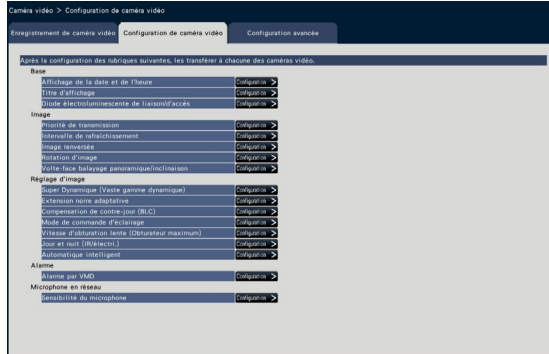 Caméra vidéo > Configuration de caméra vidéo
Enregistrement de caméra vidéo Configuration de caméra vidéo Configuration avancée
Après la configuration des rubriques suivantes, les transférer à chacune des caméras vidéo.
Base
Affichage de la date et de l'heure Configuration >
Titre d'affichage Configuration >
Diode électroluminescente de liaison/d'accès Configuration >
Image
Priorité de transmission Configuration >
Intervalle de rafraîchissement Configuration >
Image renversée Configuration >
Rotation d'image Configuration >
Volte-face balayage panoramique/inclinaison Configuration >
Réglage d'image
Super Dynamique (Vaste gamme dynamique) Configuration >
Extension noire adaptative Configuration >
Compensation de contre-jour (BLC) Configuration >
Mode de commande d'éclairage Configuration >
Vitesse d'obturation lente (Obturateur maximum) Configuration >
Jour et nuit (IR/électri.) Configuration >
Automatique intelligent Configuration >
Alarme
Alarme par VMD Configuration >
Microphone en réseau
Sensibilité du microphone Configuration >